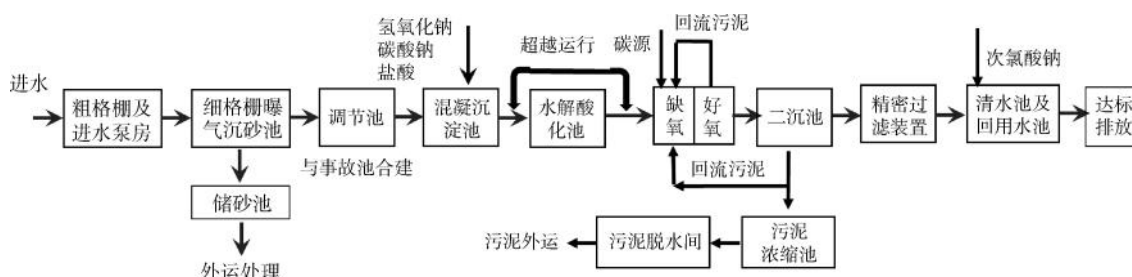 氢氧化钠
碳酸钠
盐酸
超越运行
碳源
回流污泥
次氯酸钠
进水
粗格栅及
进水泵房
细格栅曝
气沉砂池
调节池
混凝沉
淀池
水解酸
化池
缺
氧
好
氧
二沉池
精密过
滤装置
清水池及
回用水池
达标
排放
与事故池合建
回流污泥
储砂池
污泥外运
污泥脱水间
污泥
浓缩池
外运处理